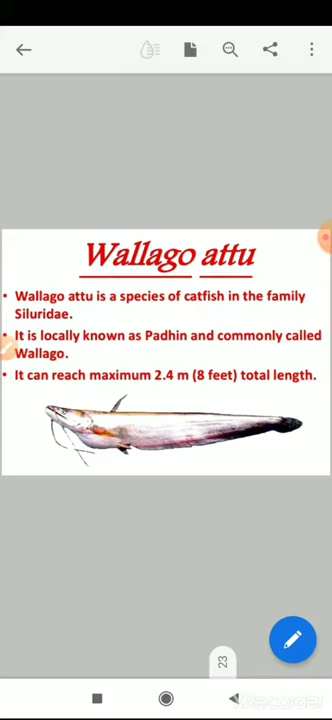 Wallago attu
• Wallago attu is a species of catfish in the family
Siluridae.
• It is locally known as Padhin and commonly called
Wallago.
• It can reach maximum 2.4 m (8 feet) total length.
23
Recorder